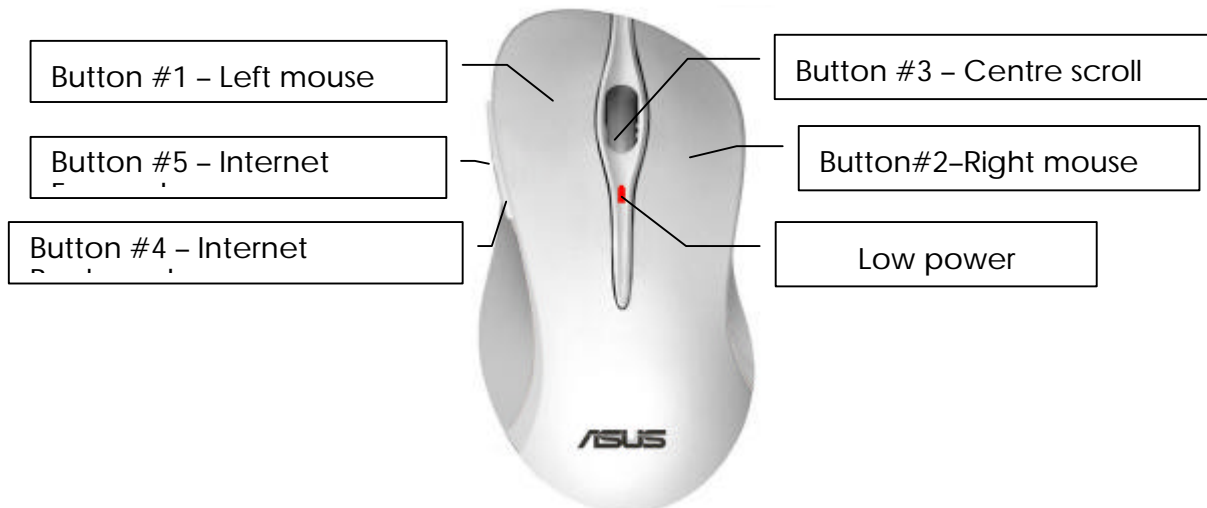 Button #1 – Left mouse
Button #3 – Centre scroll
Button #5 – Internet
Button#2–Right mouse
Button #4 – Internet
Low power
ASUS